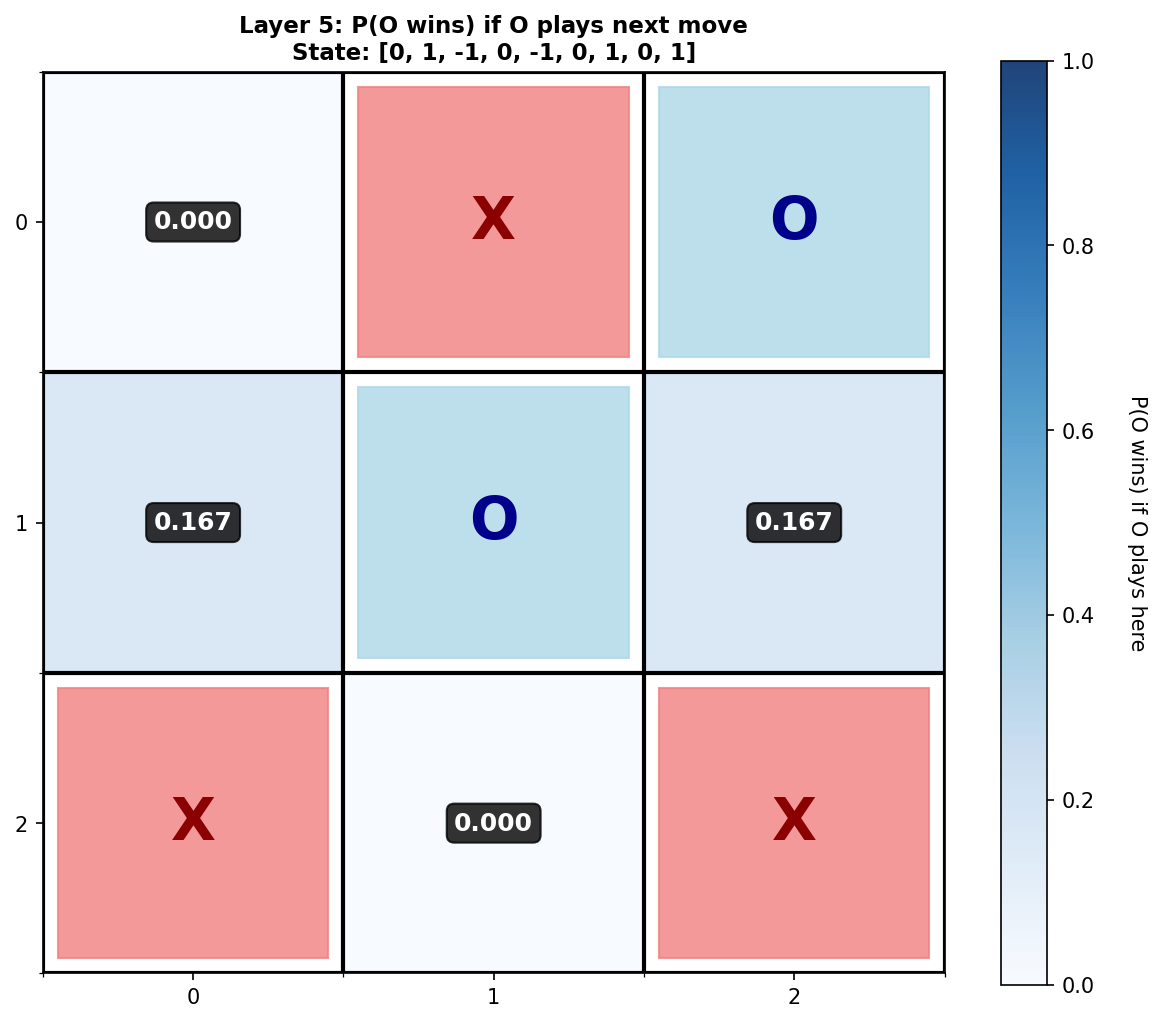 Layer 5: P(O wins) if O plays next move
State: [0, 1, -1, 0, -1, 0, 1, 0, 1]
0
0.000
X
O
1
0.167
O
0.167
2
X
0.000
X
0
1
2
1.0
0.8
0.6
0.4
0.2
0.0
P(O wins) if O plays here